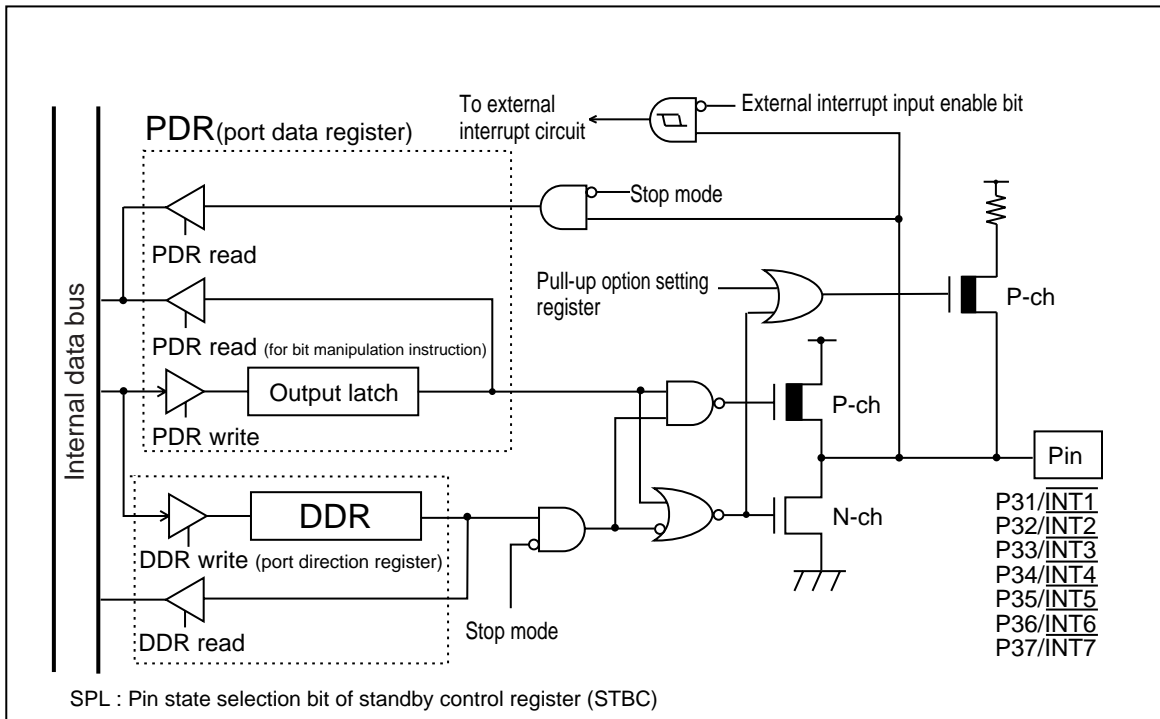 To external
interrupt circuit
External interrupt input enable bit
PDR (port data register)
Stop mode
PDR read
Pull-up option setting
register
P-ch
PDR read (for bit manipulation instruction)
Internal data bus
Output latch
P-ch
PDR write
Pin
DDR
N-ch
DDR write (port direction register)
Stop mode
DDR read
P31/INT1
P32/INT2
P33/INT3
P34/INT4
P35/INT5
P36/INT6
P37/INT7
SPL : Pin state selection bit of standby control register (STBC)